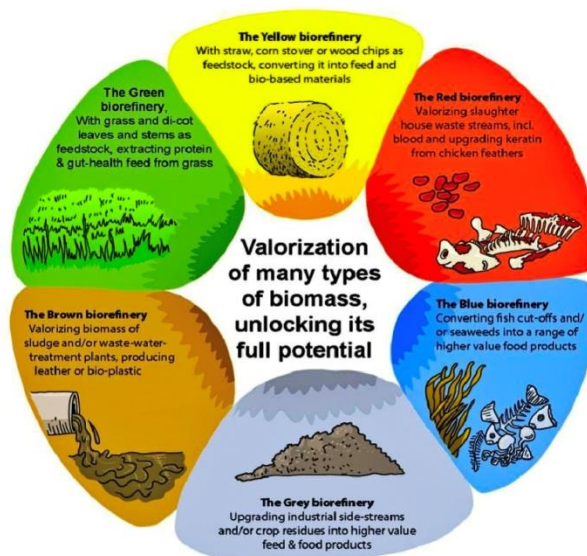 The Yellow biorefinery
With straw, corn stover or wood chips as
feedstock, converting it into feed and
bio-based materials
The Green
biorefinery,
With grass and di-cot
leaves and stems as
feedstock, extracting protein
& gut-health feed from grass
The Red biorefinery
Valorizing slaughter
house waste streams, incl.
blood and upgrading keratin
from chicken feathers
Valorization
of many types
of biomass,
unlocking its
full potential
The Brown biorefinery
Valorizing biomass of
sludge and/or waste-water-
treatment plants, producing
leather or bio-plastic
The Blue biorefinery
Converting fish cut-offs and/
or seaweeds into a range of
higher value food products
The Grey biorefinery
Upgrading industrial side-streams
and/or crop residues into higher value
feed & food products